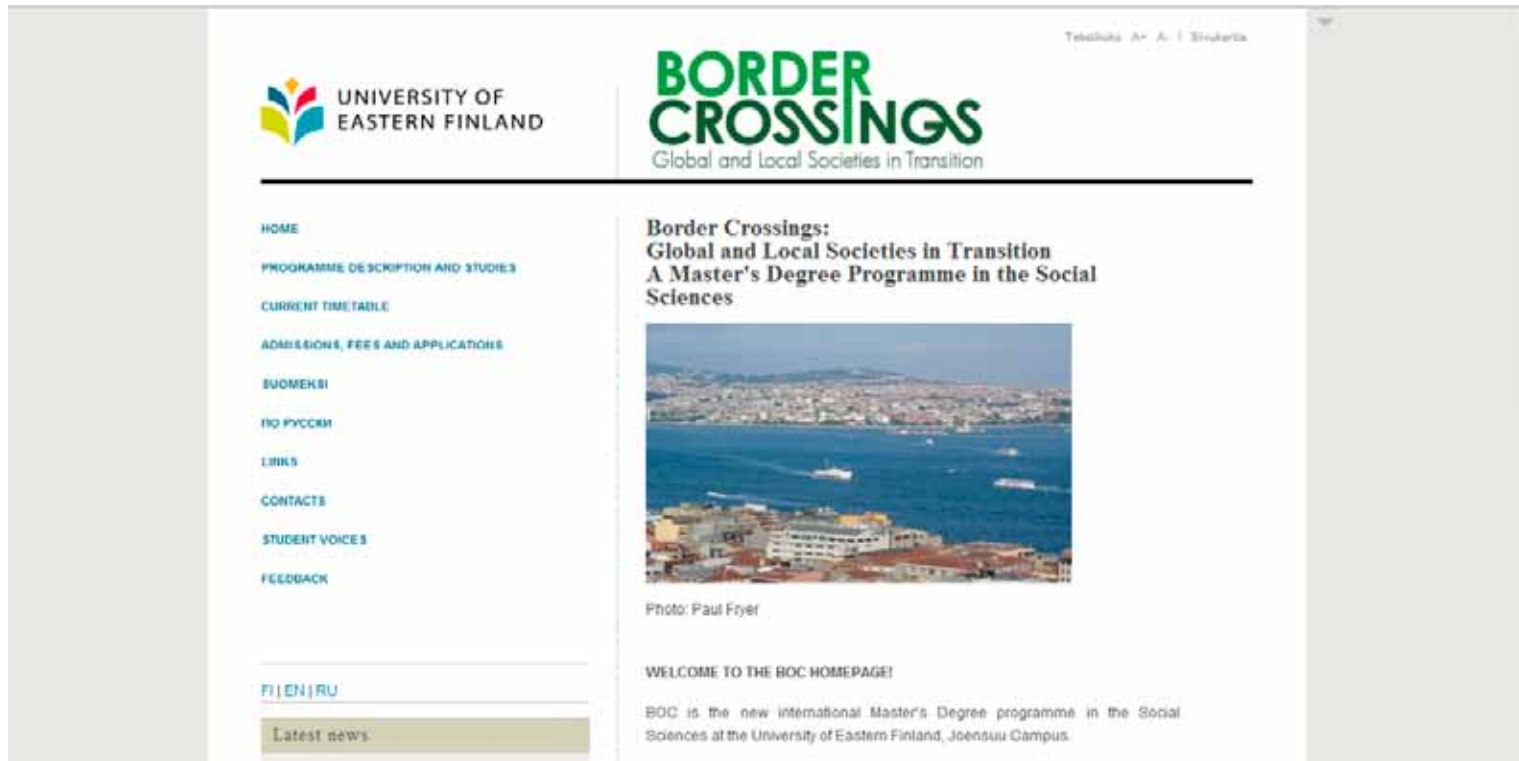 Tekstikoko A+ A- | Sivukartta
UNIVERSITY OF
EASTERN FINLAND
BORDER
CROSSINGS
Global and Local Societies in Transition
HOME
PROGRAMME DESCRIPTION AND STUDIES
CURRENT TIMETABLE
ADMISSIONS, FEES AND APPLICATIONS
SUOMEKSI
ПО РУССКИ
LINKS
CONTACTS
STUDENT VOICES
FEEDBACK
FI | EN | RU
Latest news
Border Crossings:
Global and Local Societies in Transition
A Master's Degree Programme in the Social
Sciences
Photo: Paul Fryer
WELCOME TO THE BOC HOMEPAGE!
BOC is the new international Master's Degree programme in the Social
Sciences at the University of Eastern Finland, Joensuu Campus.